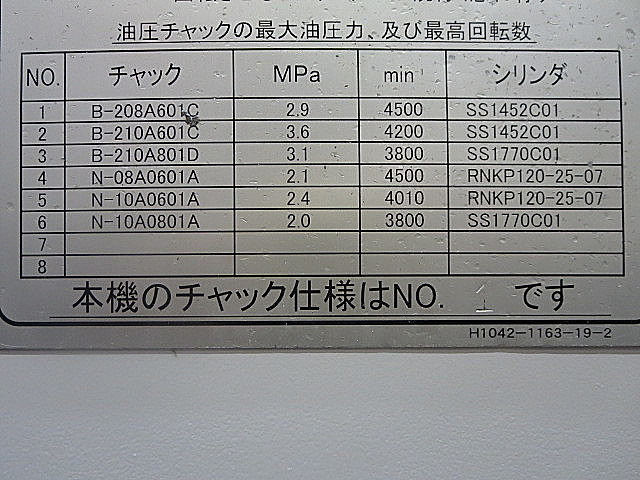 油圧チャックの最大油圧力、及び最高回転数
NO. チャック MPa min シリンダ
1 B-208A601C 2.9 4500 SS1452C01
2 B-210A601C 3.6 4200 SS1452C01
3 B-210A801D 3.1 3800 SS1770C01
4 N-08A0601A 2.1 4500 RNKP120-25-07
5 N-10A0601A 2.4 4010 RNKP120-25-07
6 N-10A0801A 2.0 3800 SS1770C01
7
8
本機のチャック仕様はNO. 1 です
H1042-1163-19-2